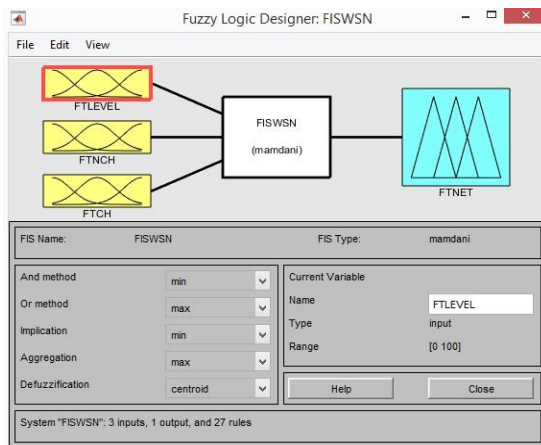 Fuzzy Logic Designer: FISWSN
File Edit View
FTLEVEL
FTNCH
FTCH
FISWSN
(mamdani)
FTNET
FIS Name: FISWSN FIS Type: mamdani
And method min
Or method max
Implication min
Aggregation max
Defuzzification centroid
Current Variable
Name FTLEVEL
Type input
Range [0 100]
Help Close
System "FISWSN": 3 inputs, 1 output, and 27 rules